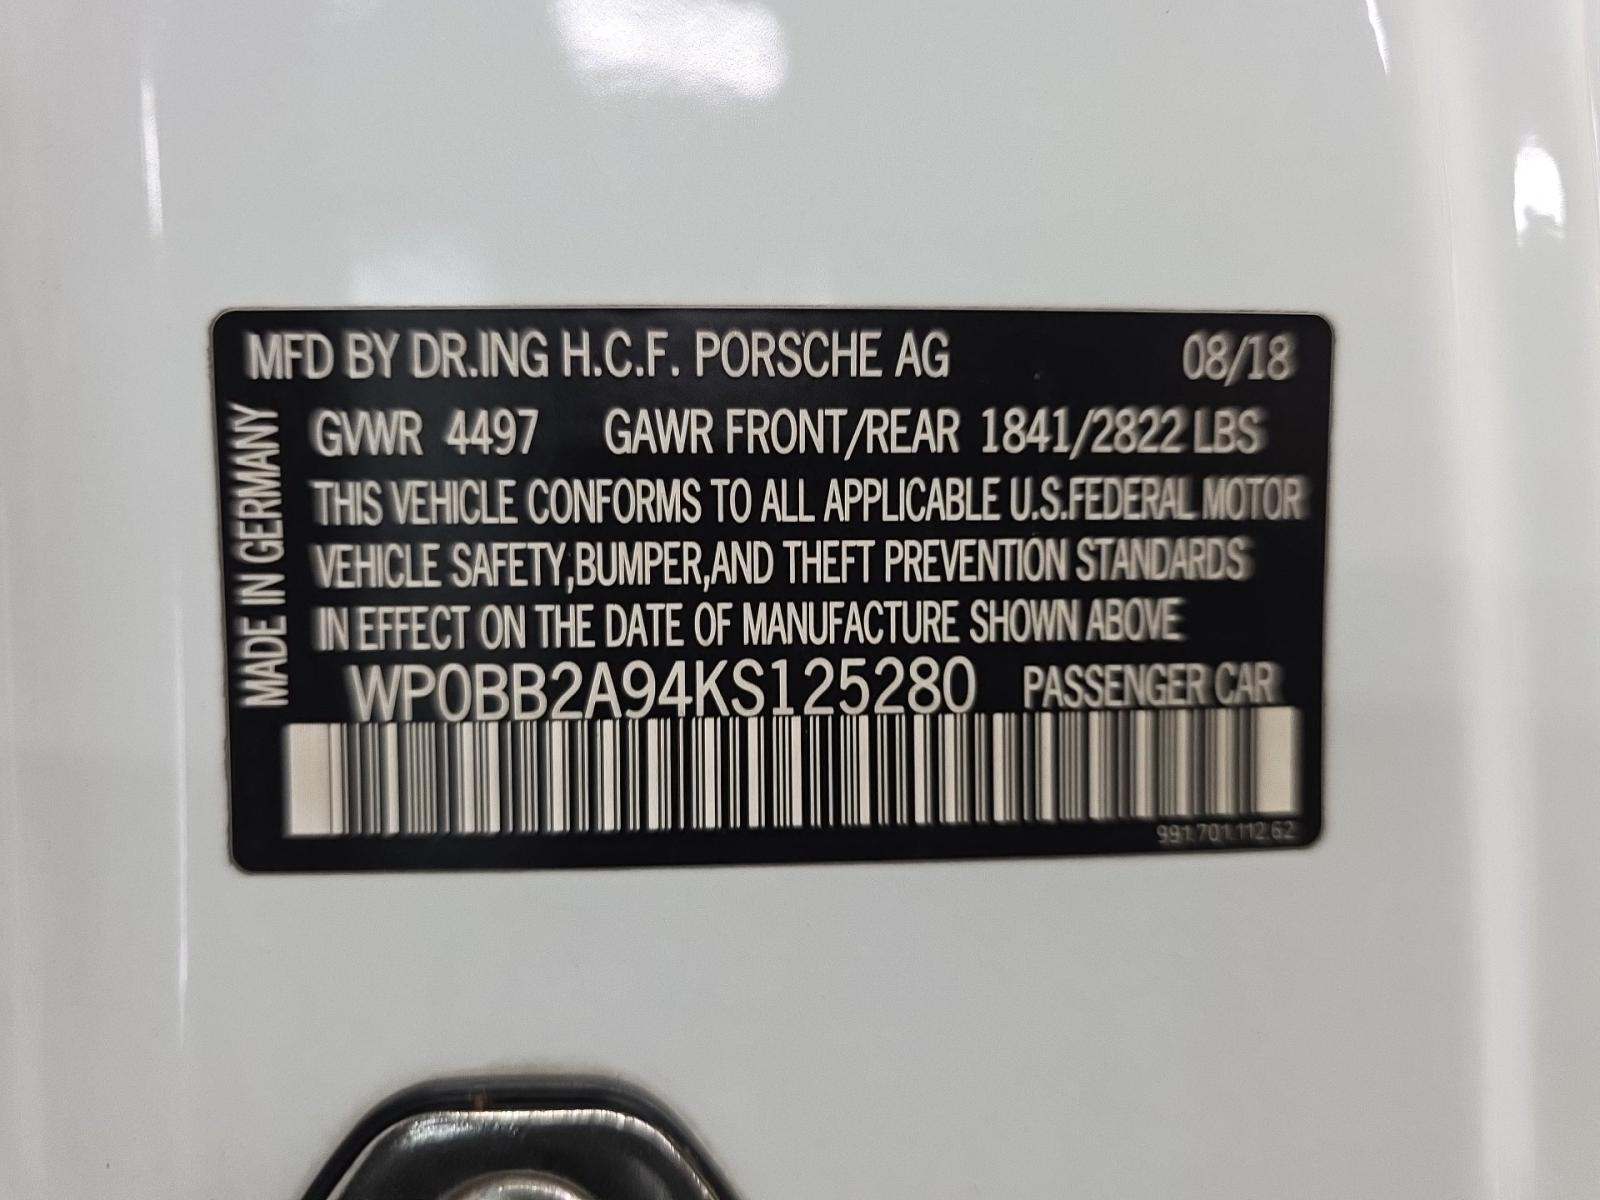 MFD BY DR.ING H.C.F. PORSCHE AG 08/18
GVWR 4497 GAWR FRONT/REAR 1841/2822 LBS
THIS VEHICLE CONFORMS TO ALL APPLICABLE U.S.FEDERAL MOTOR
VEHICLE SAFETY,BUMPER,AND THEFT PREVENTION STANDARDS
IN EFFECT ON THE DATE OF MANUFACTURE SHOWN ABOVE
WP0BB2A94KS125280 PASSENGER CAR
991.701.112.62
MADE IN GERMANY